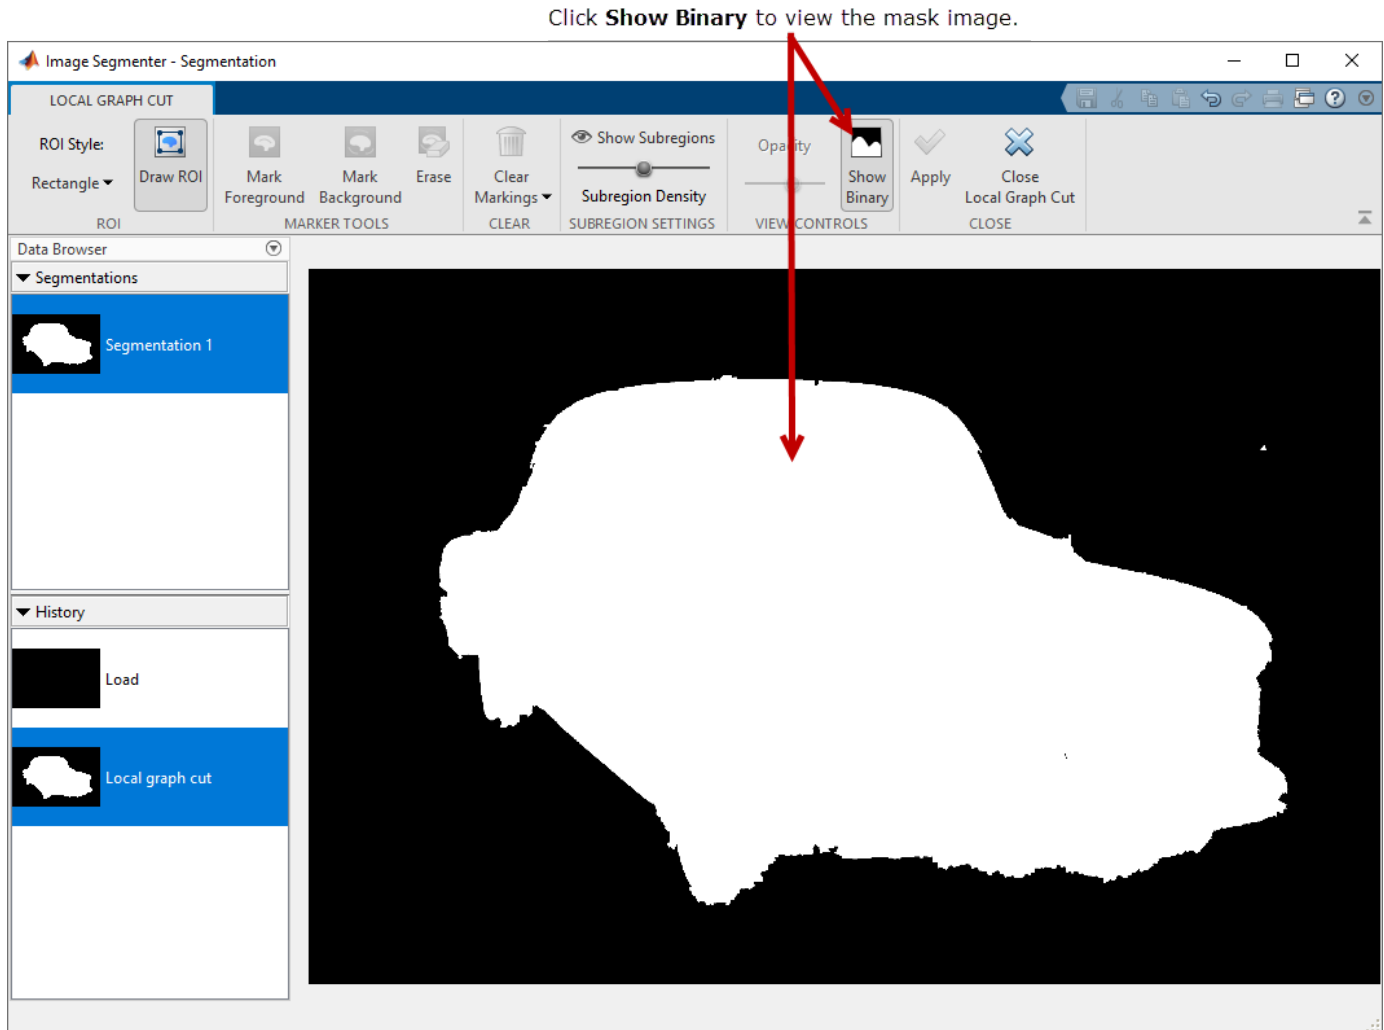 Click Show Binary to view the mask image.
Image Segmenter - Segmentation
LOCAL GRAPH CUT
ROI Style:
Rectangle
Draw ROI
ROI
Mark
Foreground
Mark
Background
Erase
MARKER TOOLS
Clear
Markings
CLEAR
Show Subregions
Subregion Density
SUBREGION SETTINGS
Opacity
Show
Binary
VIEW CONTROLS
Apply
Close
Local Graph Cut
CLOSE
Data Browser
Segmentations
Segmentation 1
History
Load
Local graph cut